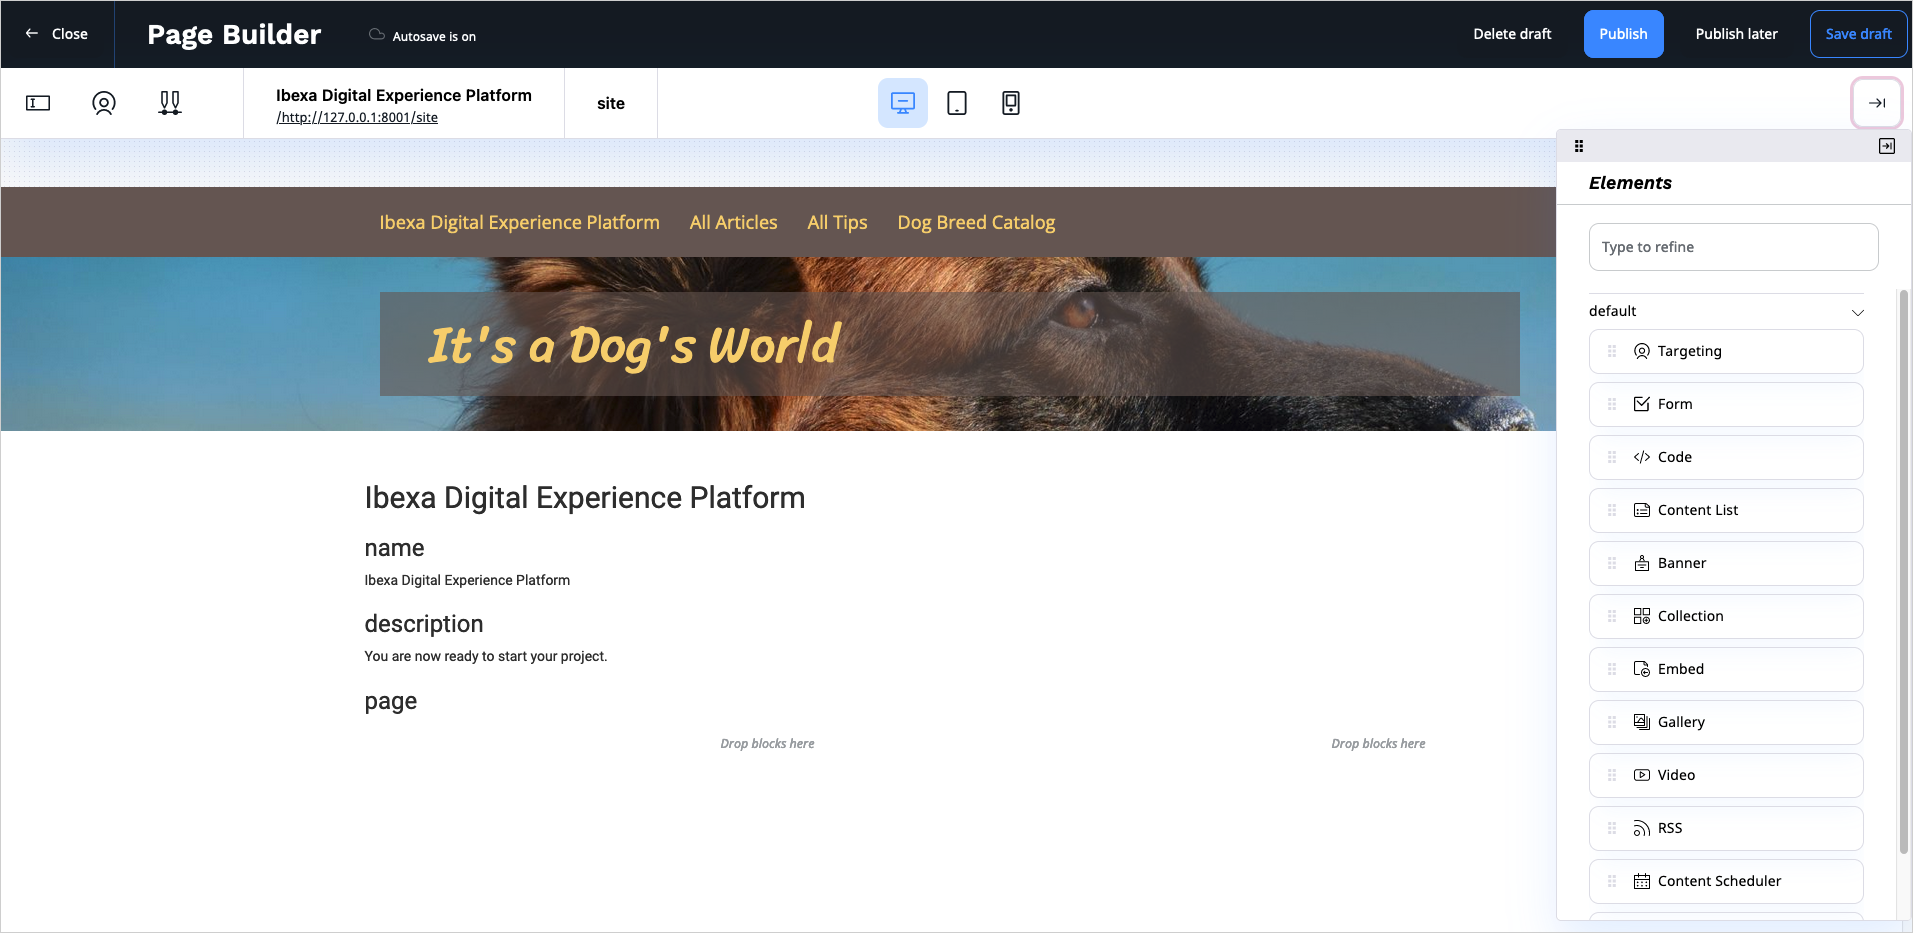 Close
Page Builder
Autosave is on
Delete draft
Publish
Publish later
Save draft
Ibexa Digital Experience Platform
/http://127.0.0.1:8001/site
site
Elements
Type to refine
default
Targeting
Form
Code
Content List
Banner
Collection
Embed
Gallery
Video
RSS
Content Scheduler
Ibexa Digital Experience Platform All Articles All Tips Dog Breed Catalog
It's a Dog's World
Ibexa Digital Experience Platform
name
Ibexa Digital Experience Platform
description
You are now ready to start your project.
page
Drop blocks here Drop blocks here